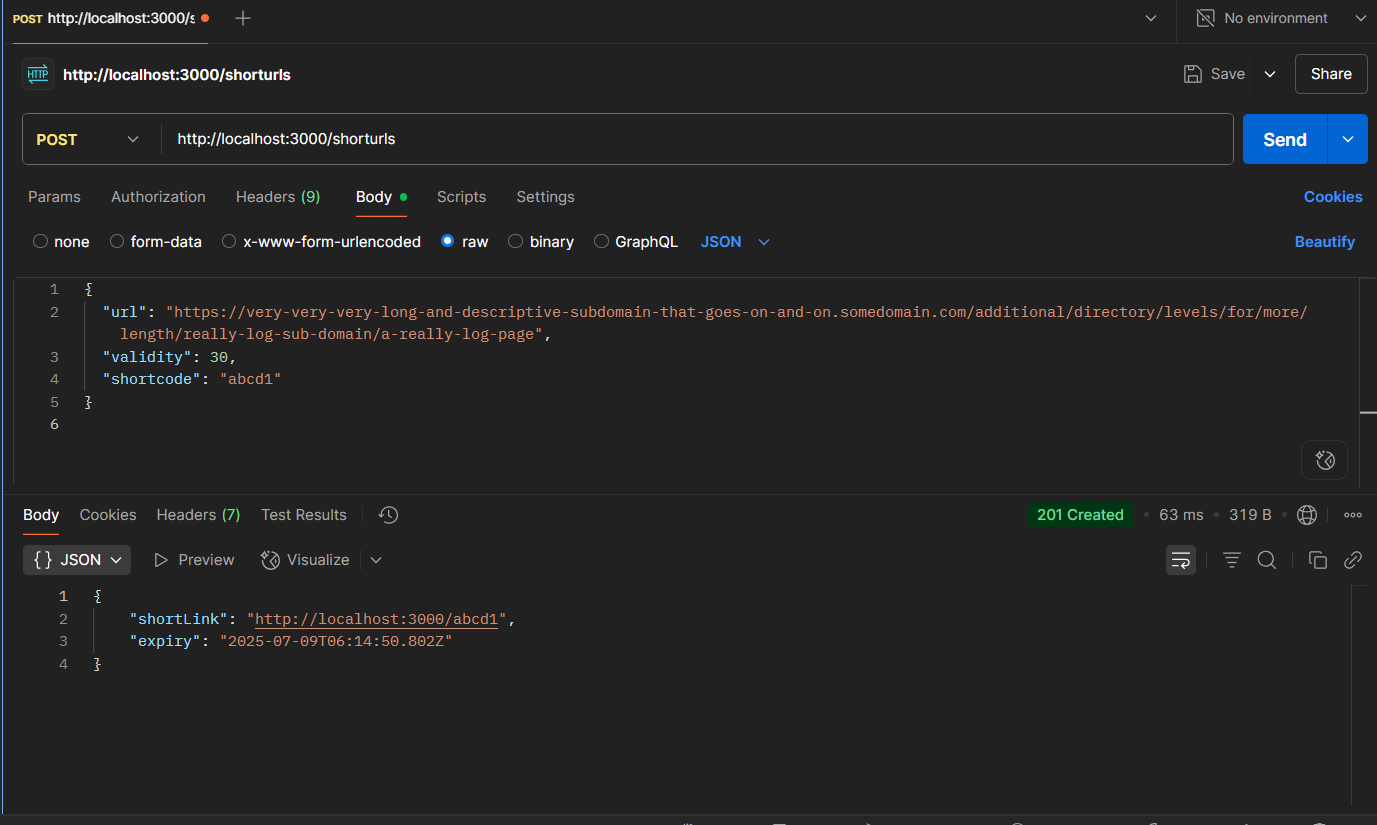 POST http://localhost:3000/s
No environment
HTTP http://localhost:3000/shorturls
Save
Share
POST http://localhost:3000/shorturls
Send
Params Authorization Headers (9) Body Scripts Settings
Cookies
none form-data x-www-form-urlencoded raw binary GraphQL JSON
Beautify
1 {
2 "url": "https://very-very-very-long-and-descriptive-subdomain-that-goes-on-and-on.somedomain.com/additional/directory/levels/for/more/
length/really-log-sub-domain/a-really-log-page",
3 "validity": 30,
4 "shortcode": "abcd1"
5 }
6
Body Cookies Headers (7) Test Results
201 Created • 63 ms • 319 B
{} JSON Preview Visualize
1 {
2 "shortLink": "http://localhost:3000/abcd1",
3 "expiry": "2025-07-09T06:14:50.802Z"
4 }